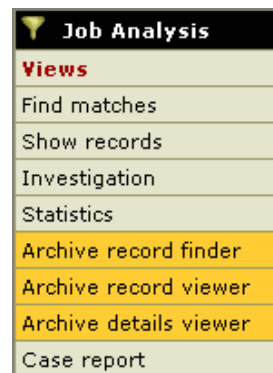 Job Analysis
Views
Find matches
Show records
Investigation
Statistics
Archive record finder
Archive record viewer
Archive details viewer
Case report